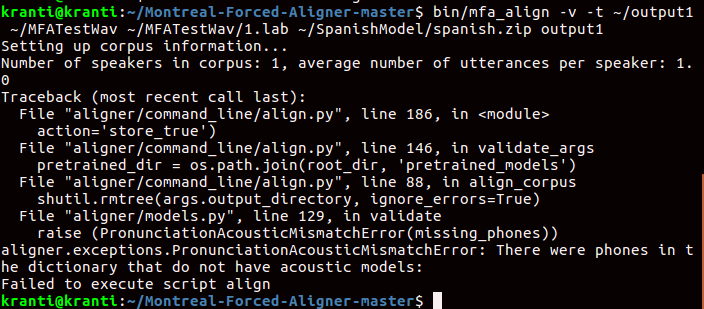 kranti@kranti:~/Montreal-Forced-Aligner-master$ bin/mfa_align -v -t ~/output1
 ~/MFATestWav ~/MFATestWav/1.lab ~/SpanishModel/spanish.zip output1
Setting up corpus information...
Number of speakers in corpus: 1, average number of utterances per speaker: 1.
0
Traceback (most recent call last):
  File "aligner/command_line/align.py", line 186, in <module>
    action='store_true')
  File "aligner/command_line/align.py", line 146, in validate_args
    pretrained_dir = os.path.join(root_dir, 'pretrained_models')
  File "aligner/command_line/align.py", line 88, in align_corpus
    shutil.rmtree(args.output_directory, ignore_errors=True)
  File "aligner/models.py", line 129, in validate
    raise (PronunciationAcousticMismatchError(missing_phones))
aligner.exceptions.PronunciationAcousticMismatchError: There were phones in t
he dictionary that do not have acoustic models:
Failed to execute script align
kranti@kranti:~/Montreal-Forced-Aligner-master$